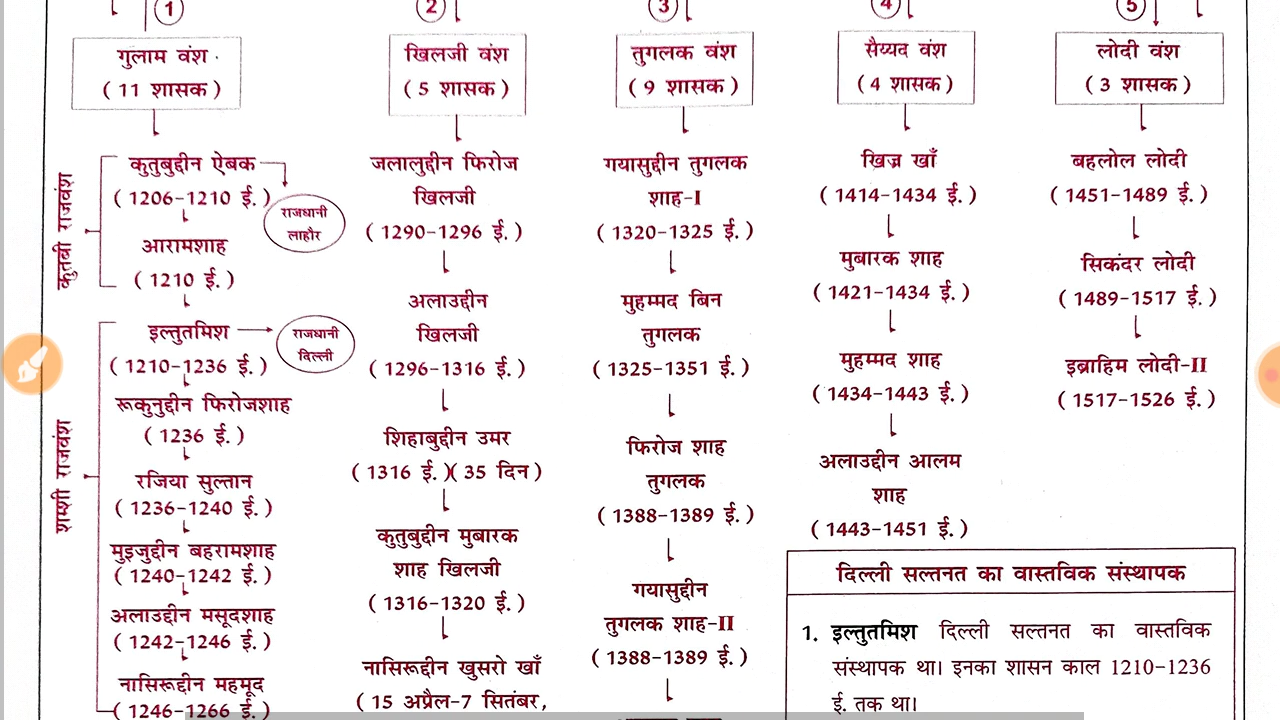 1
गुलाम वंश
( 11 शासक )
कुतबी राजवंश
कुतुबुद्दीन ऐबक
( 1206-1210 ई. )
राजधानी
लाहौर
आरामशाह
( 1210 ई. )
शम्शी राजवंश
इल्तुतमिश
( 1210-1236 ई. )
राजधानी
दिल्ली
रूकुनुद्दीन फिरोजशाह
( 1236 ई. )
रजिया सुल्तान
( 1236-1240 ई. )
मुइजुद्दीन बहरामशाह
( 1240-1242 ई. )
अलाउद्दीन मसूदशाह
( 1242-1246 ई. )
नासिरूद्दीन महमूद
( 1246-1266 ई. )
2
खिलजी वंश
( 5 शासक )
जलालुद्दीन फिरोज
खिलजी
( 1290-1296 ई. )
अलाउद्दीन
खिलजी
( 1296-1316 ई. )
शिहाबुद्दीन उमर
( 1316 ई. )( 35 दिन )
कुतुबुद्दीन मुबारक
शाह खिलजी
( 1316-1320 ई. )
नासिरूद्दीन खुसरो खाँ
( 15 अप्रैल-7 सितंबर,
3
तुगलक वंश
( 9 शासक )
गयासुद्दीन तुगलक
शाह-I
( 1320-1325 ई. )
मुहम्मद बिन
तुगलक
( 1325-1351 ई. )
फिरोज शाह
तुगलक
( 1388-1389 ई. )
गयासुद्दीन
तुगलक शाह-II
( 1388-1389 ई. )
4
सैय्यद वंश
( 4 शासक )
खिज्र खाँ
( 1414-1434 ई. )
मुबारक शाह
( 1421-1434 ई. )
मुहम्मद शाह
( 1434-1443 ई. )
अलाउद्दीन आलम
शाह
( 1443-1451 ई. )
5
लोदी वंश
( 3 शासक )
बहलोल लोदी
( 1451-1489 ई. )
सिकंदर लोदी
( 1489-1517 ई. )
इब्राहिम लोदी-II
( 1517-1526 ई. )
दिल्ली सल्तनत का वास्तविक संस्थापक
1. इल्तुतमिश दिल्ली सल्तनत का वास्तविक
संस्थापक था। इनका शासन काल 1210-1236
ई. तक था।